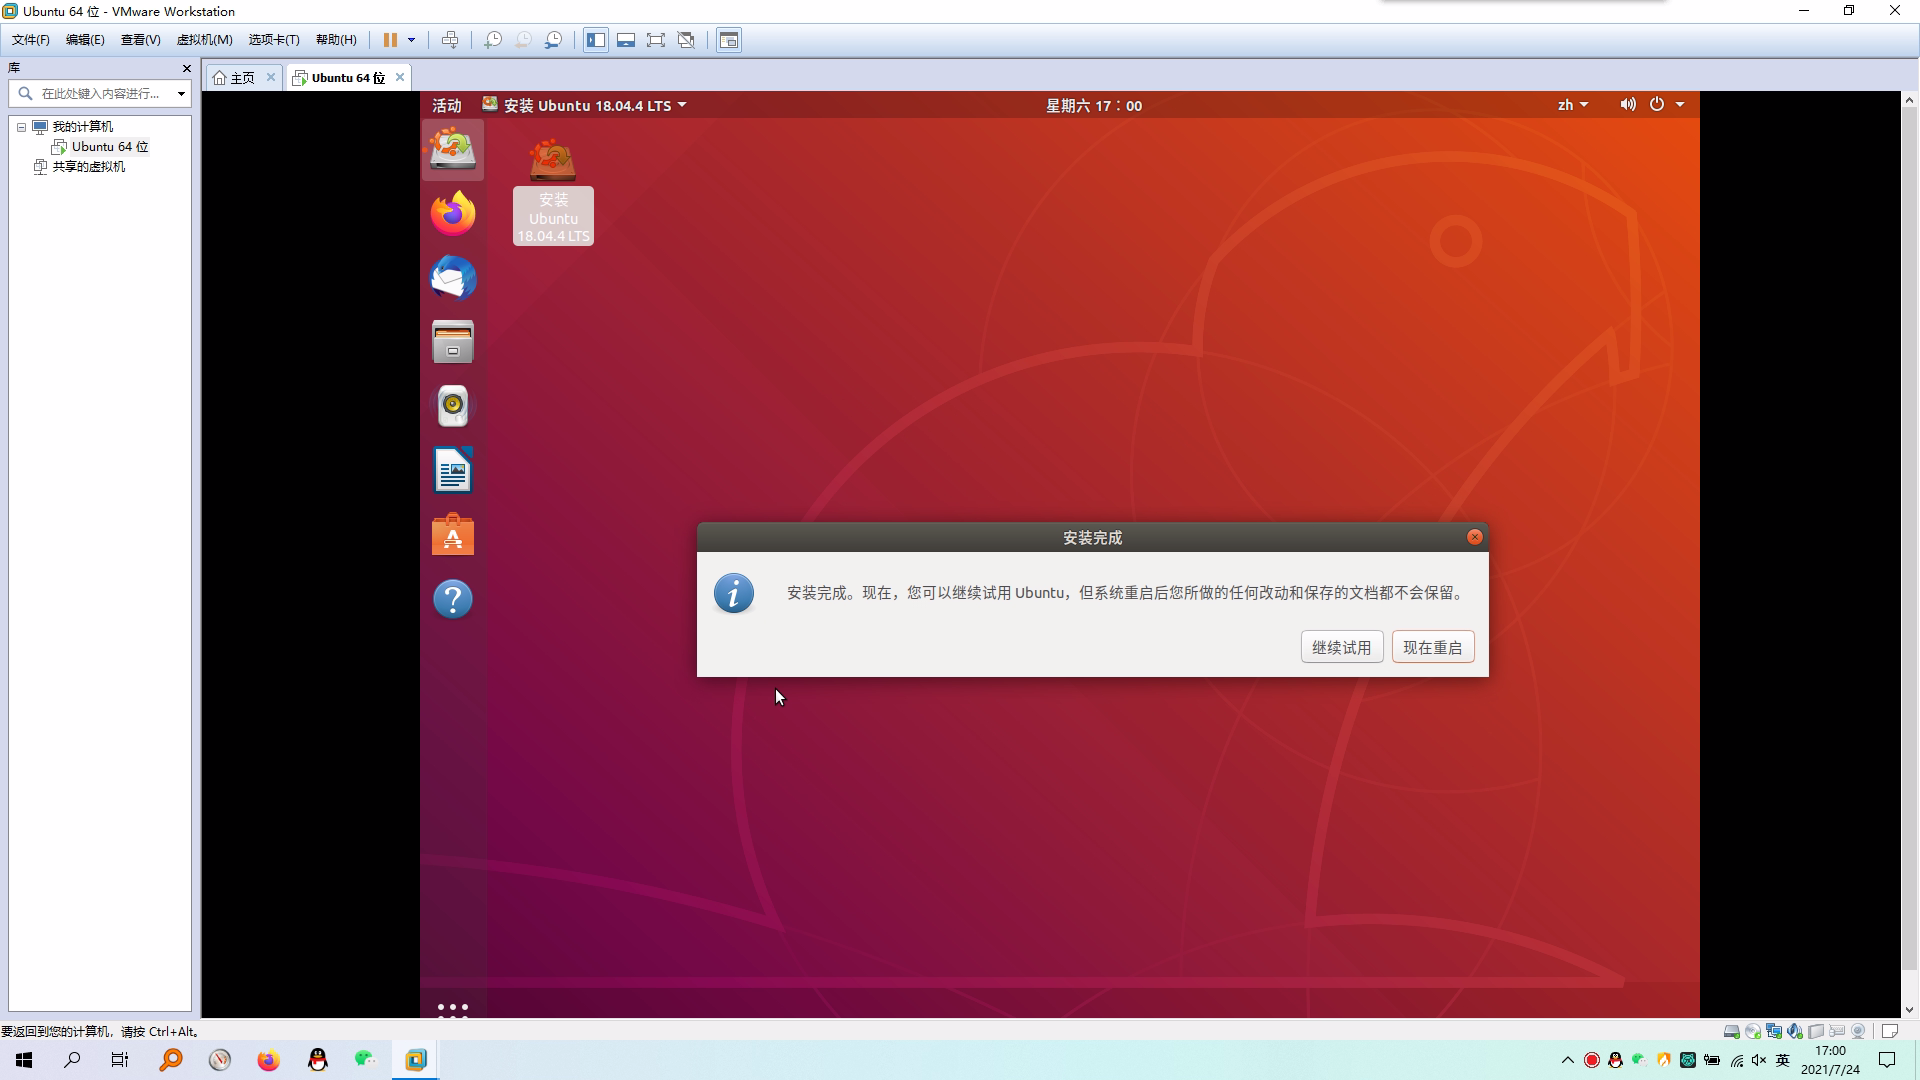 Ubuntu 64 位 - VMware Workstation
文件(F) 编辑(E) 查看(V) 虚拟机(M) 选项卡(T) 帮助(H)
库
在此处键入内容进行...
我的计算机
Ubuntu 64 位
共享的虚拟机
主页 Ubuntu 64 位
活动 安装 Ubuntu 18.04.4 LTS 星期六 17：00 zh
安装
Ubuntu
18.04.4 LTS
安装完成
安装完成。现在，您可以继续试用 Ubuntu，但系统重启后您所做的任何改动和保存的文档都不会保留。
继续试用 现在重启
要返回到您的计算机，请按 Ctrl+Alt。
英 17:00
2021/7/24